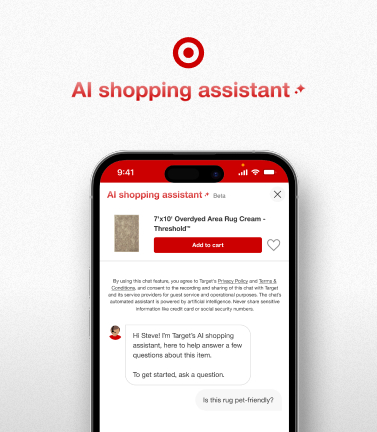 AI shopping assistant
9:41
AI shopping assistant Beta
7'x10' Overdyed Area Rug Cream -
Threshold™
Add to cart
By using this chat feature, you agree to Target's Privacy Policy and Terms &
Conditions, and consent to the recording and sharing of this chat with Target
and its service providers for guest service and operational purposes. The chat's
automated assistant is powered by artificial intelligence. Never share sensitive
information like credit card or social security numbers.
Hi Steve! I'm Target's AI shopping
assistant, here to help answer a few
questions about this item.
To get started, ask a question.
Is this rug pet-friendly?